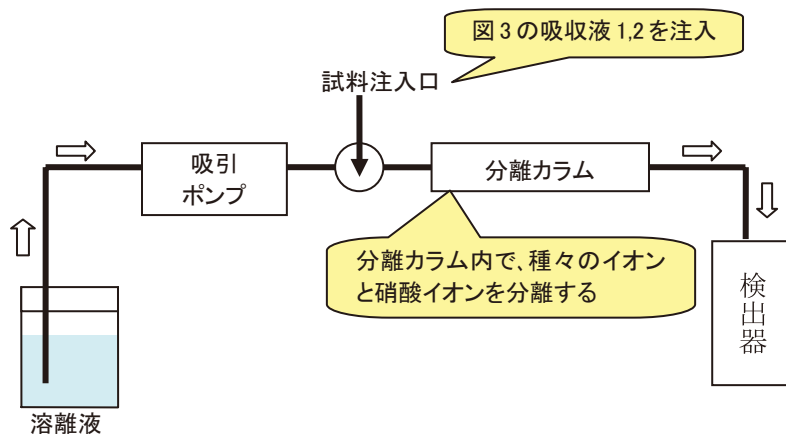 図3の吸収液1,2を注入
試料注入口
吸引
ポンプ
分離カラム
分離カラム内で、種々のイオン
と硝酸イオンを分離する
検出器
溶離液